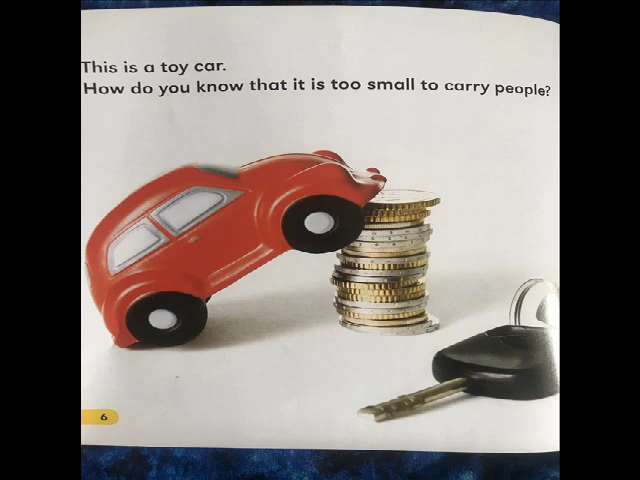 This is a toy car.
How do you know that it is too small to carry people?
6